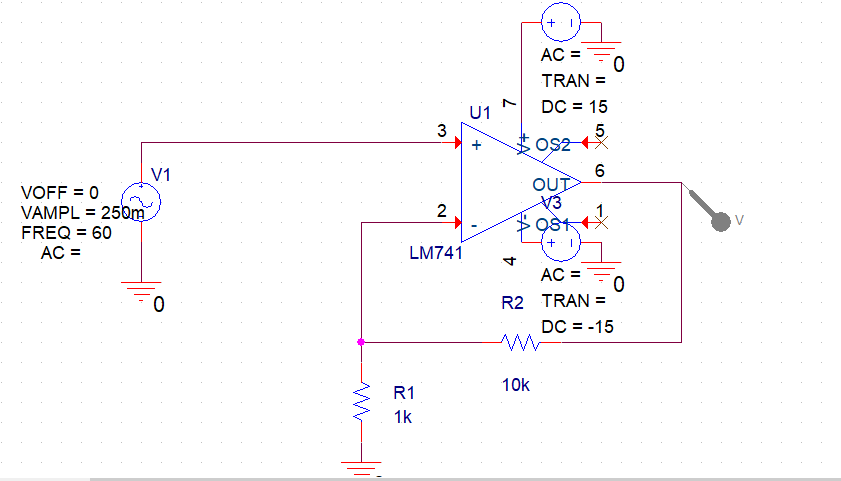 AC =
0
TRAN =
DC = 15
7
U1
5
3
+
V+
OS2
6
V1
OUT
VOFF = 0
VAMPL = 250m
FREQ = 60
AC =
2
-
V-
V3
OS1
1
V
LM741
4
0
AC =
0
TRAN =
R2
DC = -15
10k
R1
1k